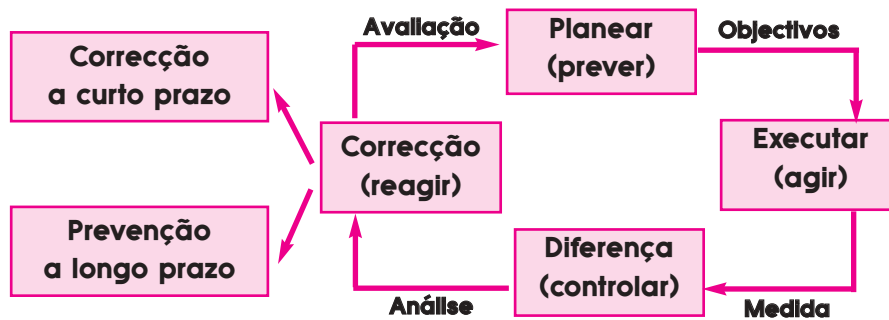 Correcção
a curto prazo
Avaliação
Planear
(prever)
Objectivos
Correcção
(reagir)
Executar
(agir)
Prevenção
a longo prazo
Diferença
(controlar)
Análise
Medida